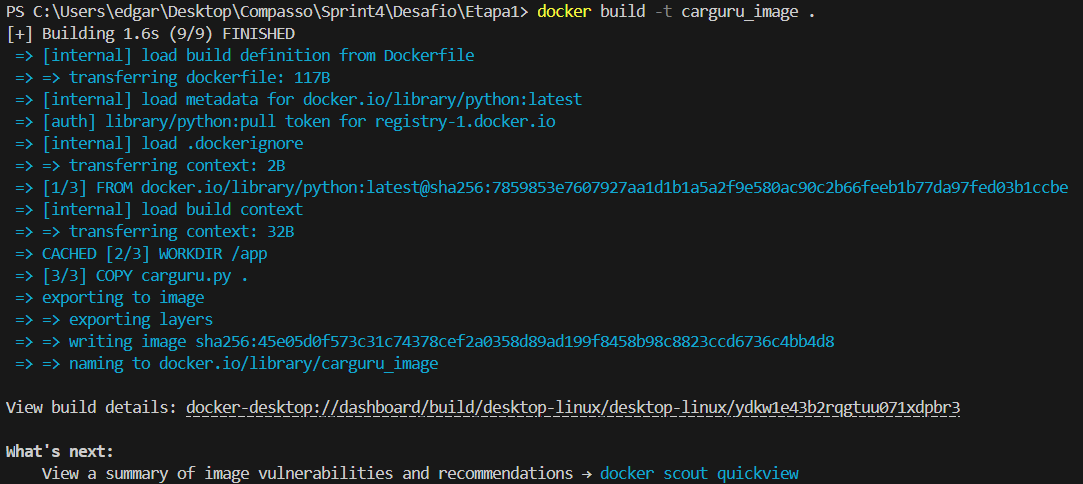 PS C:\Users\edgar\Desktop\Compasso\Sprint4\Desafio\Etapa1> docker build -t carguru_image .
[+] Building 1.6s (9/9) FINISHED
=> [internal] load build definition from Dockerfile
=> => transferring dockerfile: 117B
=> [internal] load metadata for docker.io/library/python:latest
=> [auth] library/python:pull token for registry-1.docker.io
=> [internal] load .dockerignore
=> => transferring context: 2B
=> [1/3] FROM docker.io/library/python:latest@sha256:7859853e7607927aa1d1b1a5a2f9e580ac90c2b66feeb1b77da97fed03b1ccbe
=> [internal] load build context
=> => transferring context: 32B
=> CACHED [2/3] WORKDIR /app
=> [3/3] COPY carguru.py .
=> exporting to image
=> => exporting layers
=> => writing image sha256:45e05d0f573c31c74378cef2a0358d89ad199f8458b98c8823ccd6736c4bb4d8
=> => naming to docker.io/library/carguru_image
View build details: docker-desktop://dashboard/build/desktop-linux/desktop-linux/ydkw1e43b2rqgtuu071xdpbr3
What's next:
View a summary of image vulnerabilities and recommendations → docker scout quickview